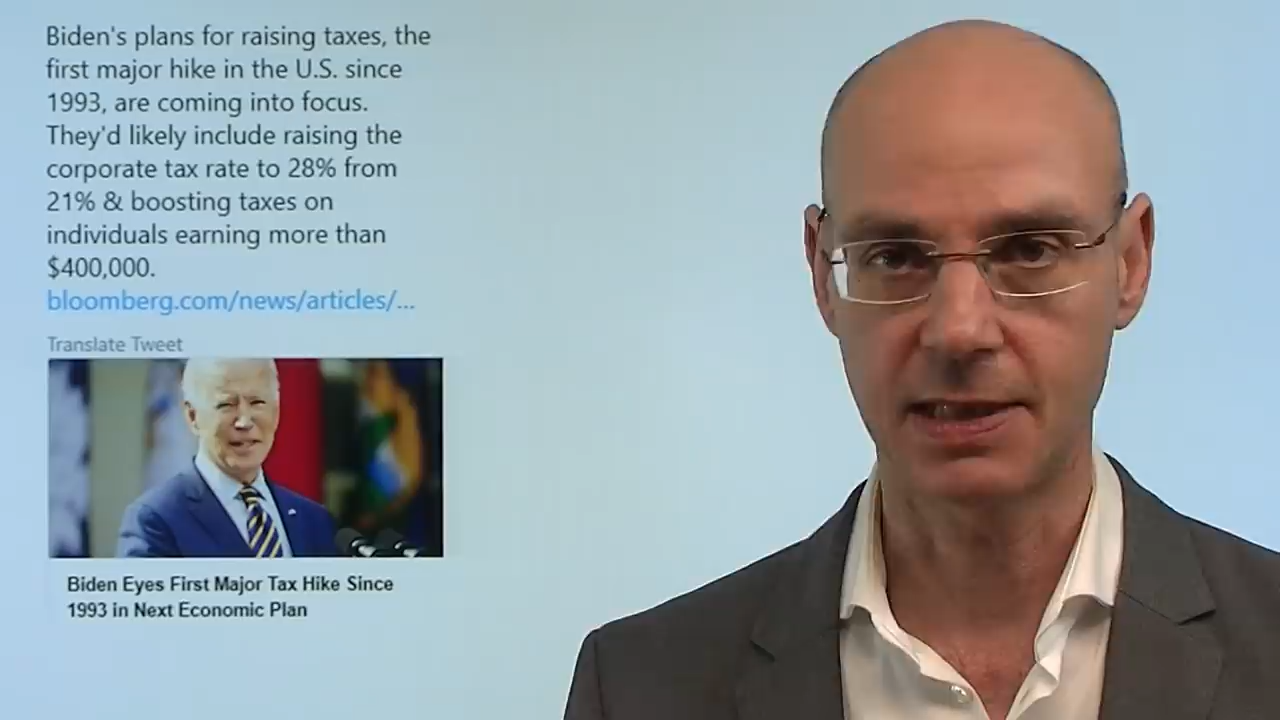 Biden's plans for raising taxes, the
first major hike in the U.S. since
1993, are coming into focus.
They'd likely include raising the
corporate tax rate to 28% from
21% & boosting taxes on
individuals earning more than
$400,000.
bloomberg.com/news/articles/...
Translate Tweet
Biden Eyes First Major Tax Hike Since
1993 in Next Economic Plan